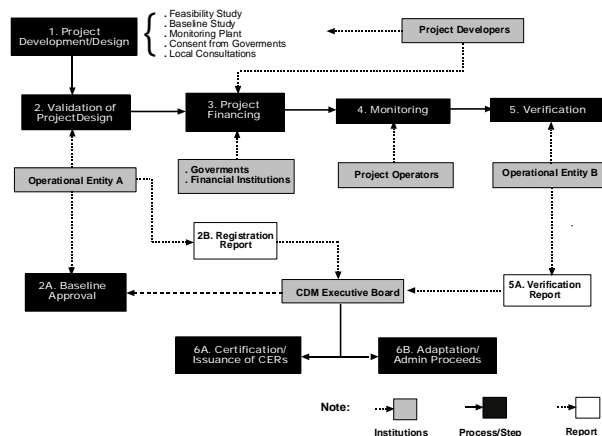 1. Project
Development/Design
. Feasibility Study
. Baseline Study
. Monitoring Plant
. Consent from Goverments
. Local Consultations
Project Developers
2. Validation of
ProjectDesign
3. Project
Financing
4. Monitoring
5. Verification
Operational Entity A
. Goverments
. Financial Institutions
Project Operators
Operational Entity B
2B. Registration
Report
2A. Baseline
Approval
CDM Executive Board
5A. Verification
Report
6A. Certification/
Issuance of CERs
6B. Adaptation/
Admin Proceeds
Note:
Institutions
Process/Step
Report